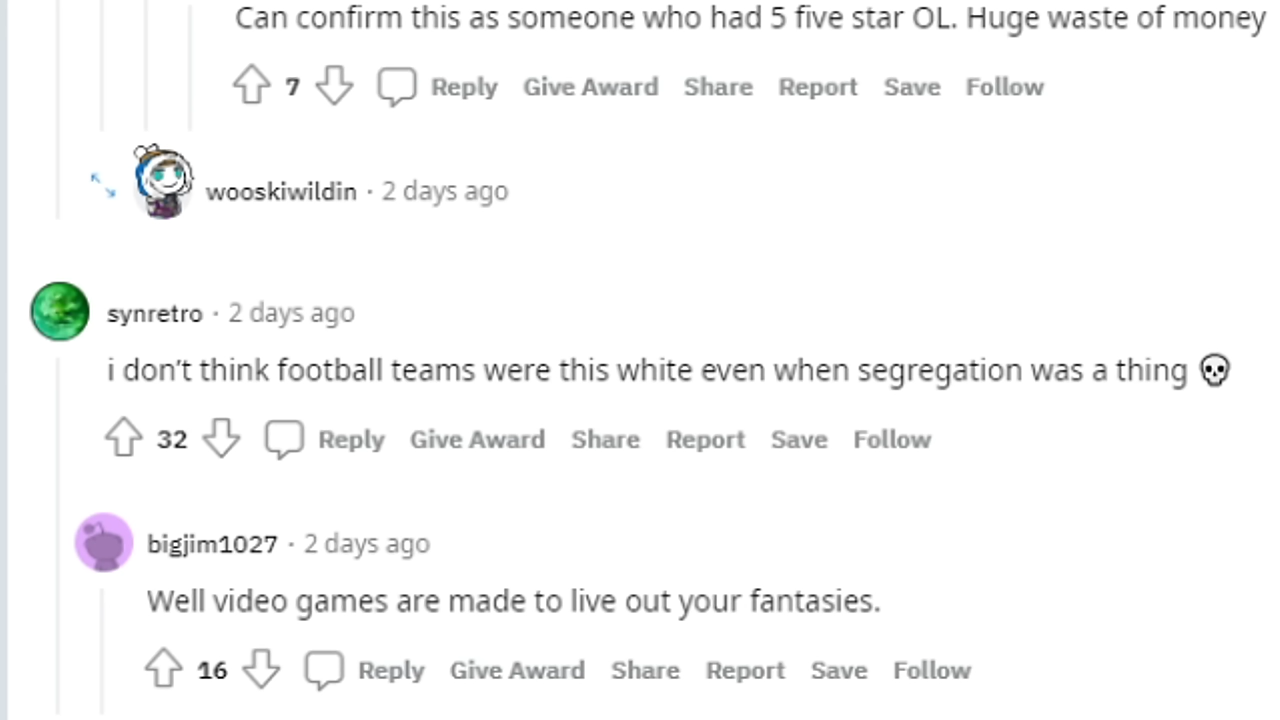 Can confirm this as someone who had 5 five star OL. Huge waste of money
7 Reply Give Award Share Report Save Follow
wooskiwildin · 2 days ago
synretro · 2 days ago
i don’t think football teams were this white even when segregation was a thing 💀
32 Reply Give Award Share Report Save Follow
bigjim1027 · 2 days ago
Well video games are made to live out your fantasies.
16 Reply Give Award Share Report Save Follow